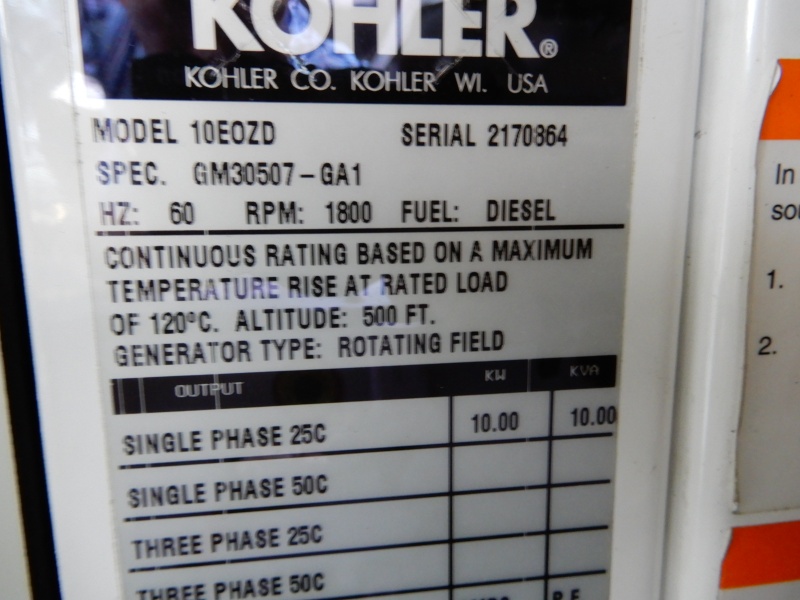 KOHLER®
KOHLER CO. KOHLER WI. USA
MODEL 10EOZD SERIAL 2170864
SPEC. GM30507-GA1
HZ: 60 RPM: 1800 FUEL: DIESEL
CONTINUOUS RATING BASED ON A MAXIMUM
TEMPERATURE RISE AT RATED LOAD
OF 120°C. ALTITUDE: 500 FT.
GENERATOR TYPE: ROTATING FIELD
OUTPUT KW KVA
SINGLE PHASE 25C 10.00 10.00
SINGLE PHASE 50C
THREE PHASE 25C
THREE PHASE 50C
P.F.
In
1.
2.